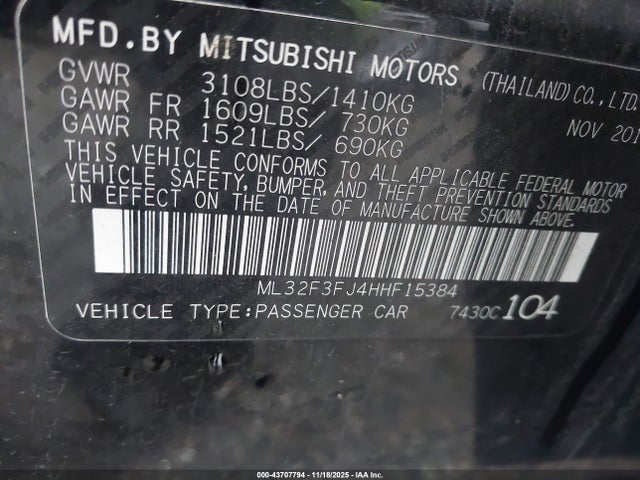 MFD.BY MITSUBISHI MOTORS (THAILAND) CO., LTD.
GVWR 3108LBS/1410KG
GAWR FR 1609LBS/ 730KG NOV 201
GAWR RR 1521LBS/ 690KG
THIS VEHICLE CONFORMS TO ALL APPLICABLE FEDERAL MOTOR
VEHICLE SAFETY, BUMPER, AND THEFT PREVENTION STANDARDS
IN EFFECT ON THE DATE OF MANUFACTURE SHOWN ABOVE.
ML32F3FJ4HHF15384
VEHICLE TYPE:PASSENGER CAR 7430C 104
000-43707794 - 11/18/2025 - IAA Inc.